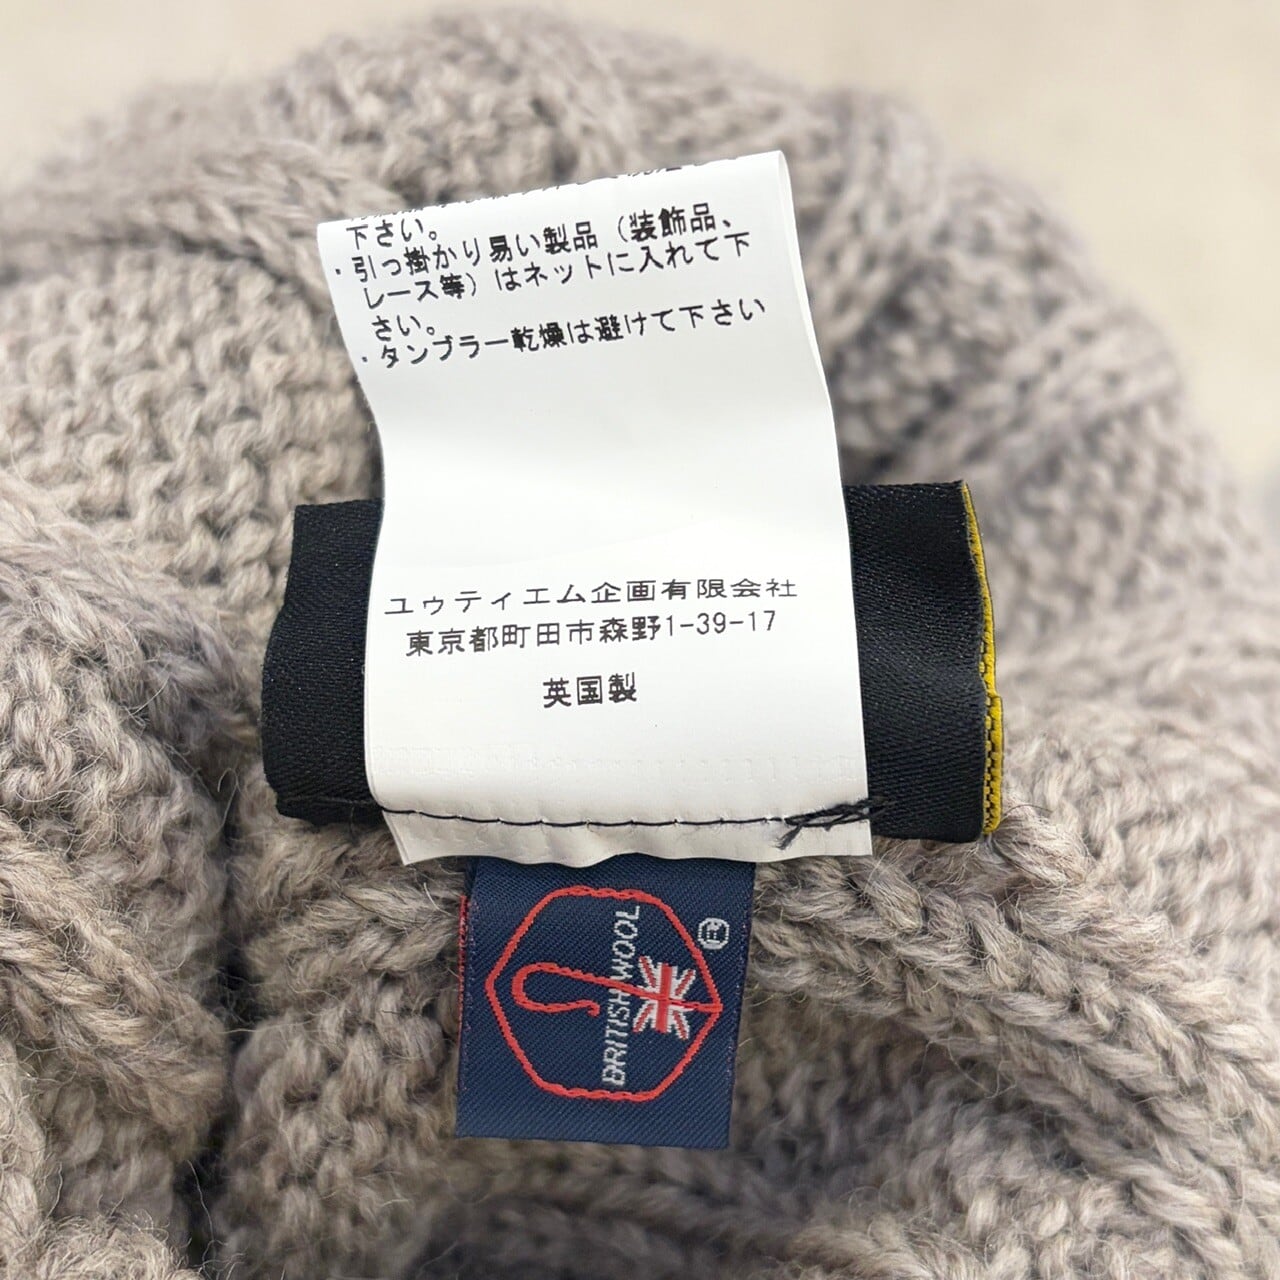 下さい。
・引っ掛かり易い製品（装飾品、
レース等）はネットに入れて下
さい。
・タンブラー乾燥は避けて下さい
ユゥティエム企画有限会社
東京都町田市森野1-39-17
英国製
BRITISH WOOL
®